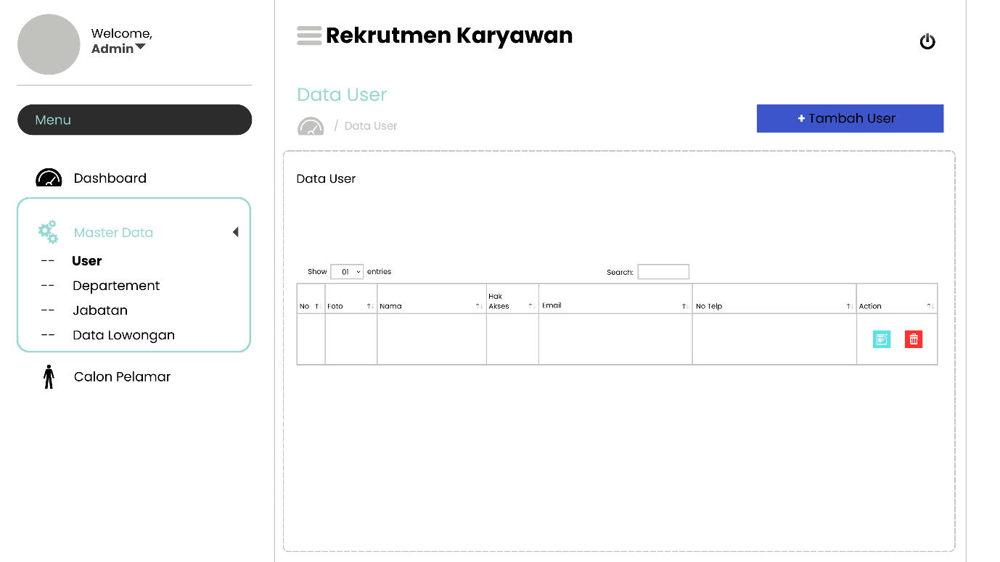 Welcome,
Admin
Menu
Dashboard
Master Data
-- User
-- Departement
-- Jabatan
-- Data Lowongan
Calon Pelamar
Rekrutmen Karyawan
Data User
/ Data User
+ Tambah User
Data User
Show 01 entries
Search:
No Foto Nama Hak Akses Email No Telp Action